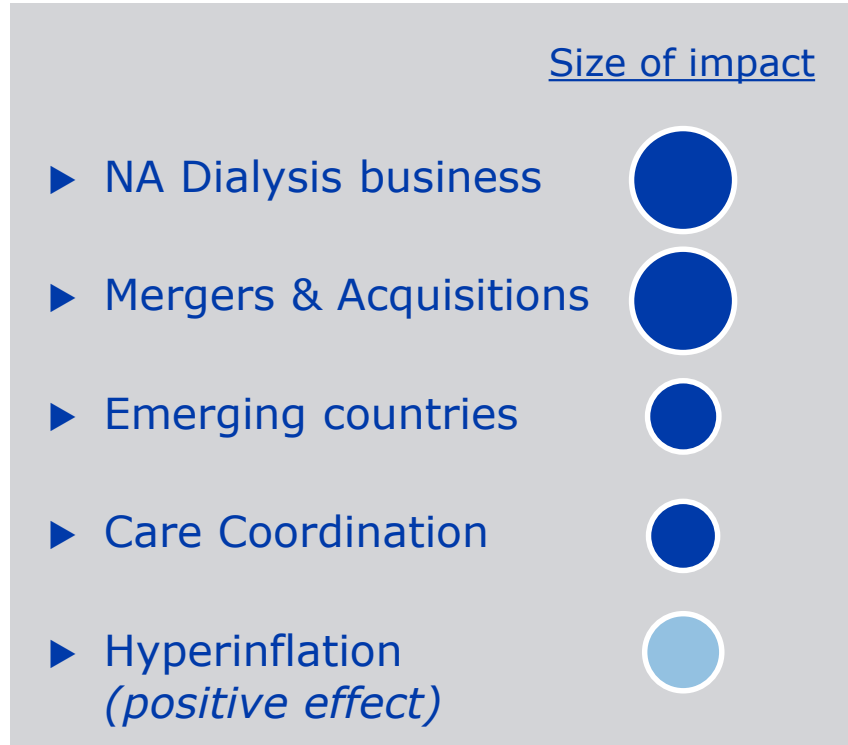 Size of impact
NA Dialysis business
Mergers & Acquisitions
Emerging countries
Care Coordination
Hyperinflation
(positive effect)